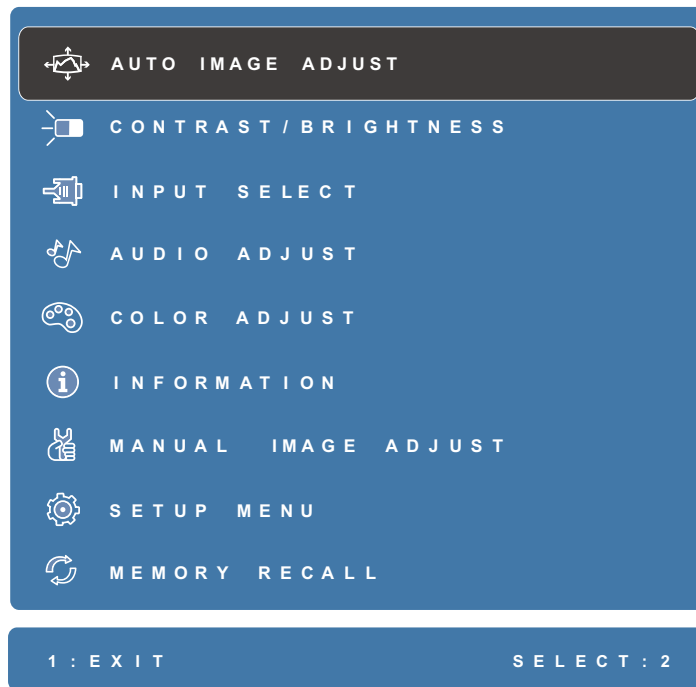 AUTO IMAGE ADJUST
CONTRAST/BRIGHTNESS
INPUT SELECT
AUDIO ADJUST
COLOR ADJUST
INFORMATION
MANUAL IMAGE ADJUST
SETUP MENU
MEMORY RECALL
1:EXIT SELECT:2